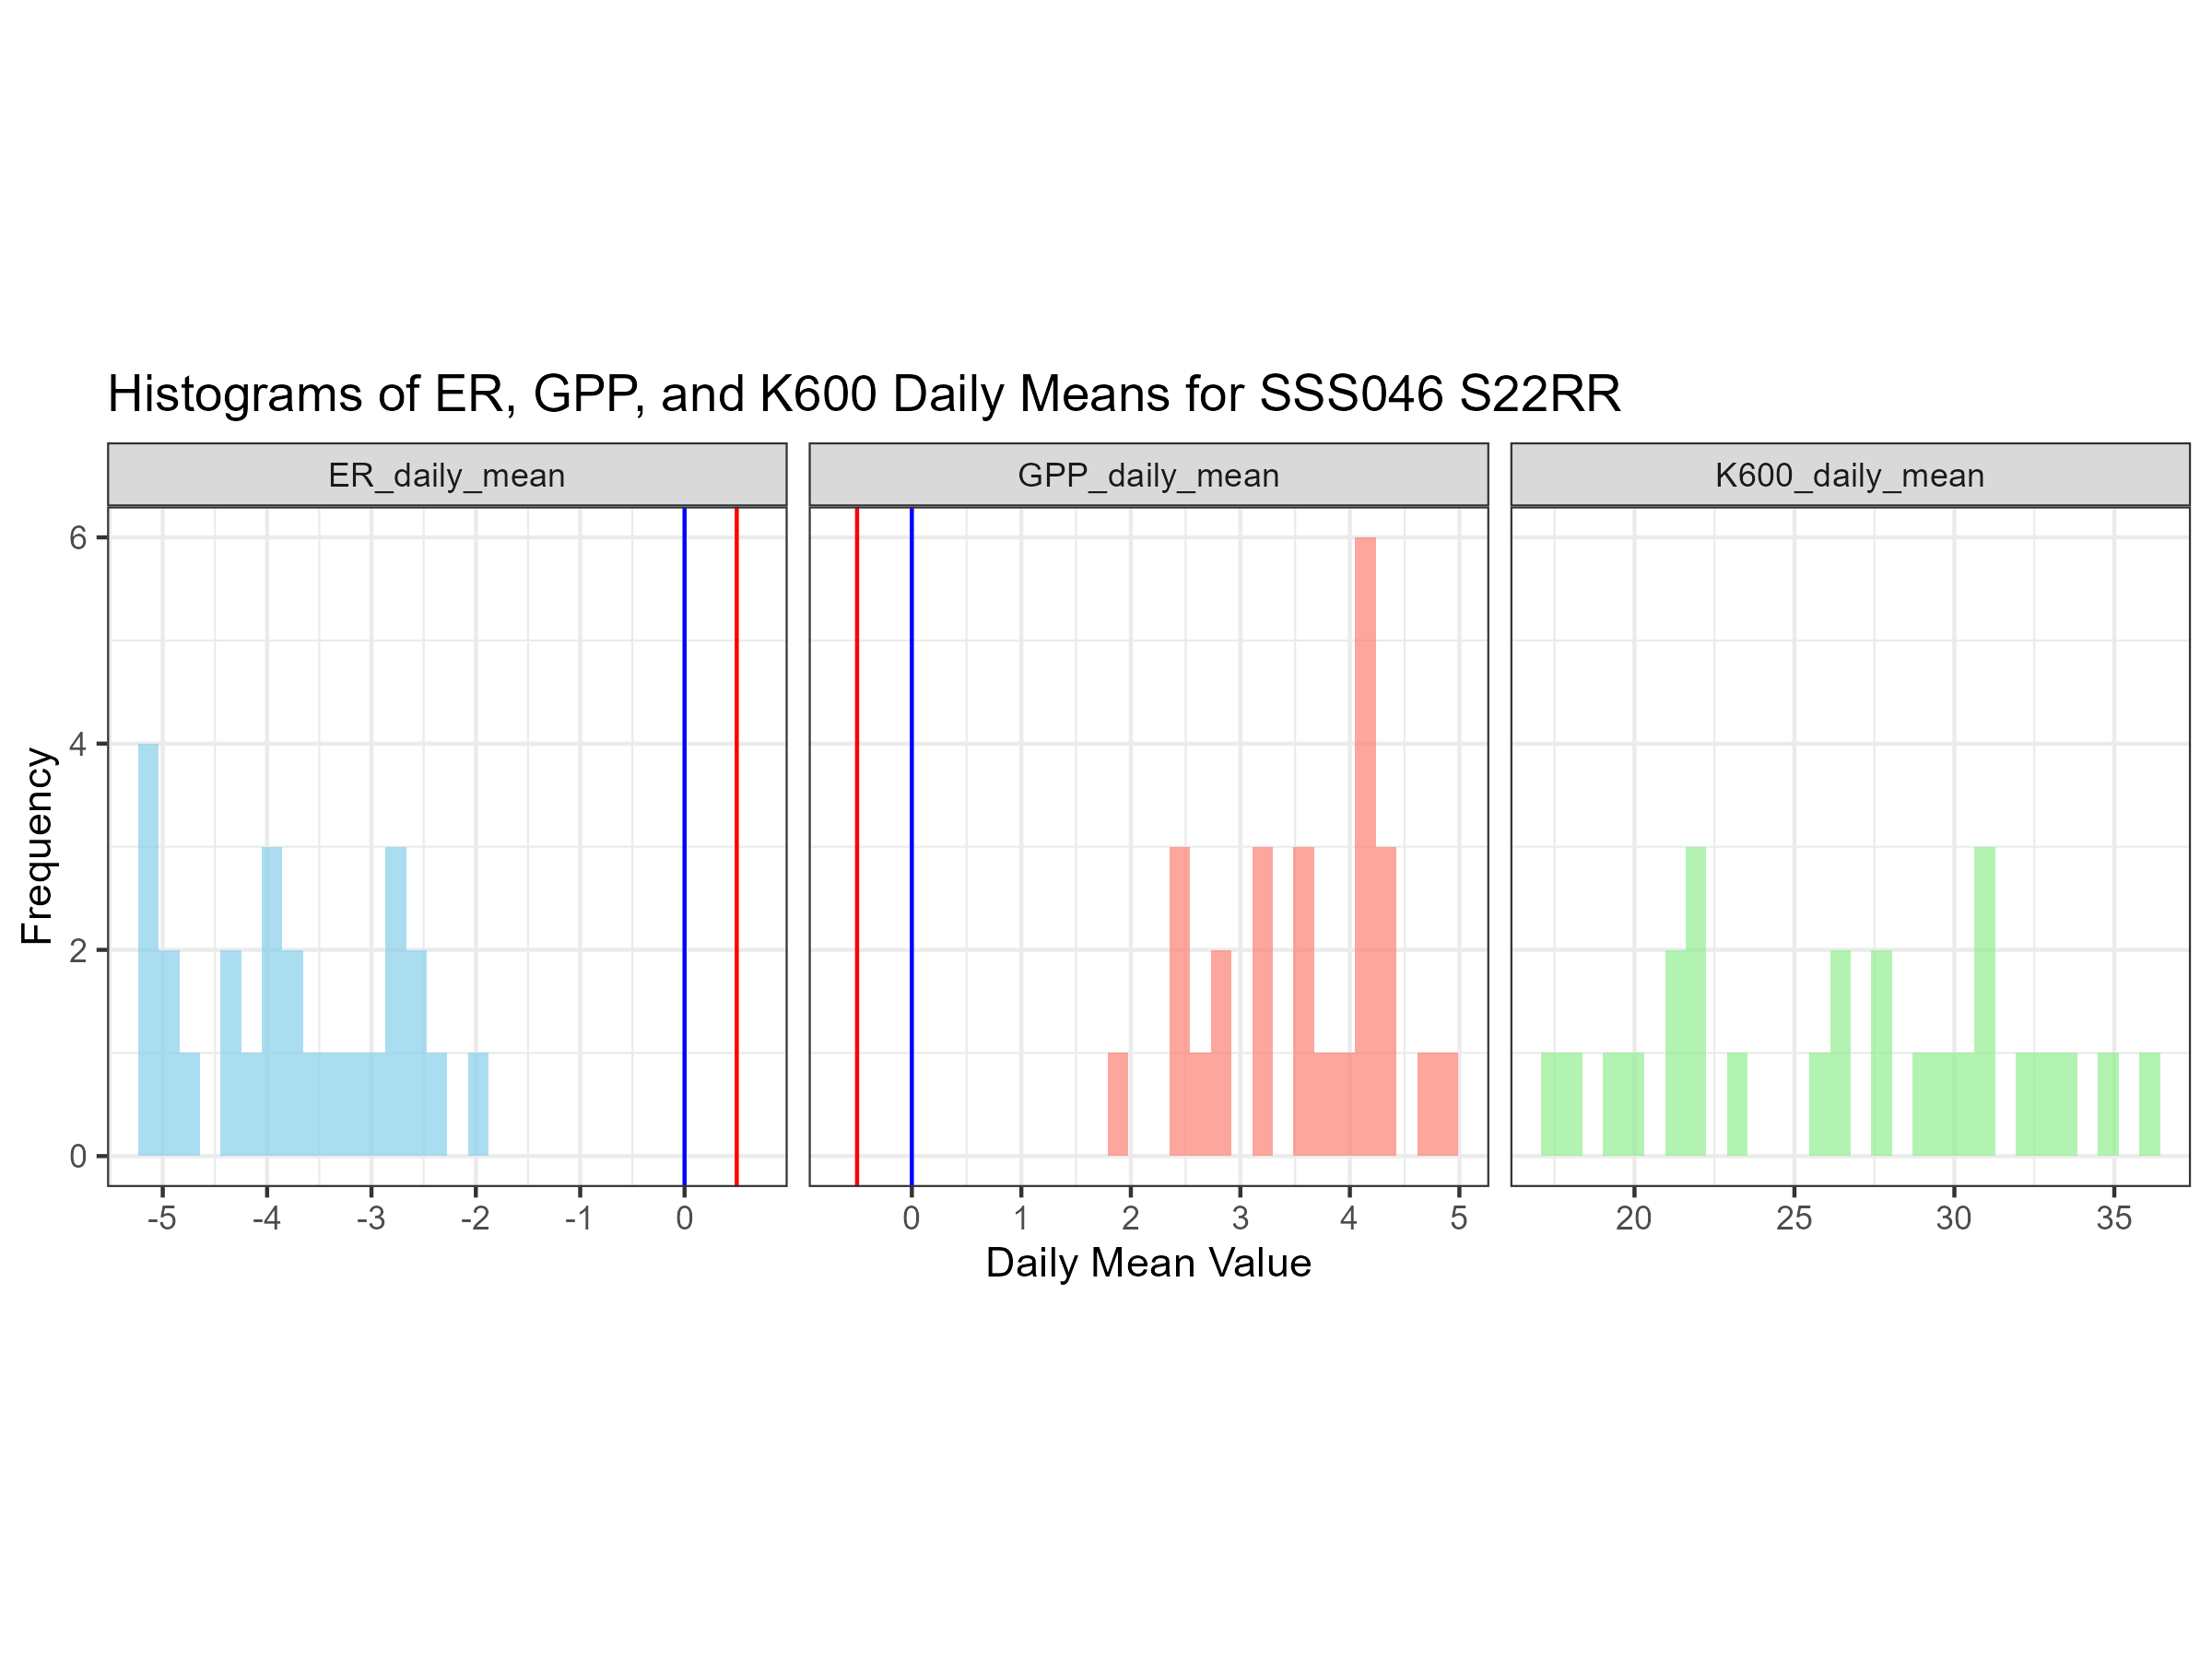 Histograms of ER, GPP, and K600 Daily Means for SSS046 S22RR
ER_daily_mean GPP_daily_mean K600_daily_mean
Frequency
6
4
2
0
-5 -4 -3 -2 -1 0 0 1 2 3 4 5 20 25 30 35
Daily Mean Value